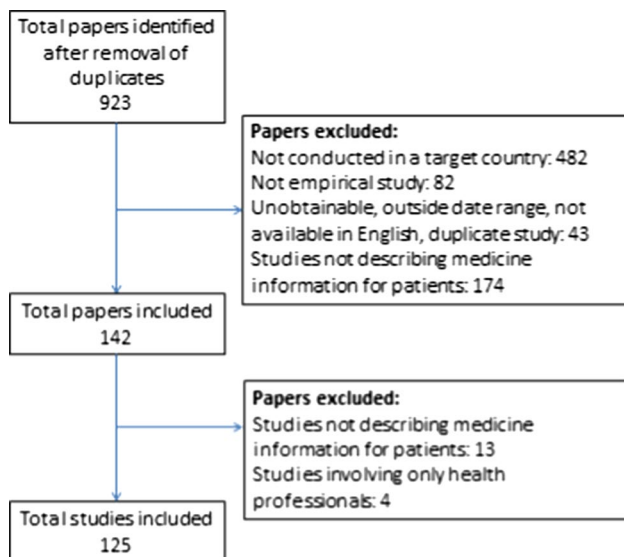 Total papers identified
after removal of
duplicates
923
Papers excluded:
Not conducted in a target country: 482
Not empirical study: 82
Unobtainable, outside date range, not
available in English, duplicate study: 43
Studies not describing medicine
information for patients: 174
Total papers included
142
Papers excluded:
Studies not describing medicine
information for patients: 13
Studies involving only health
professionals: 4
Total studies included
125